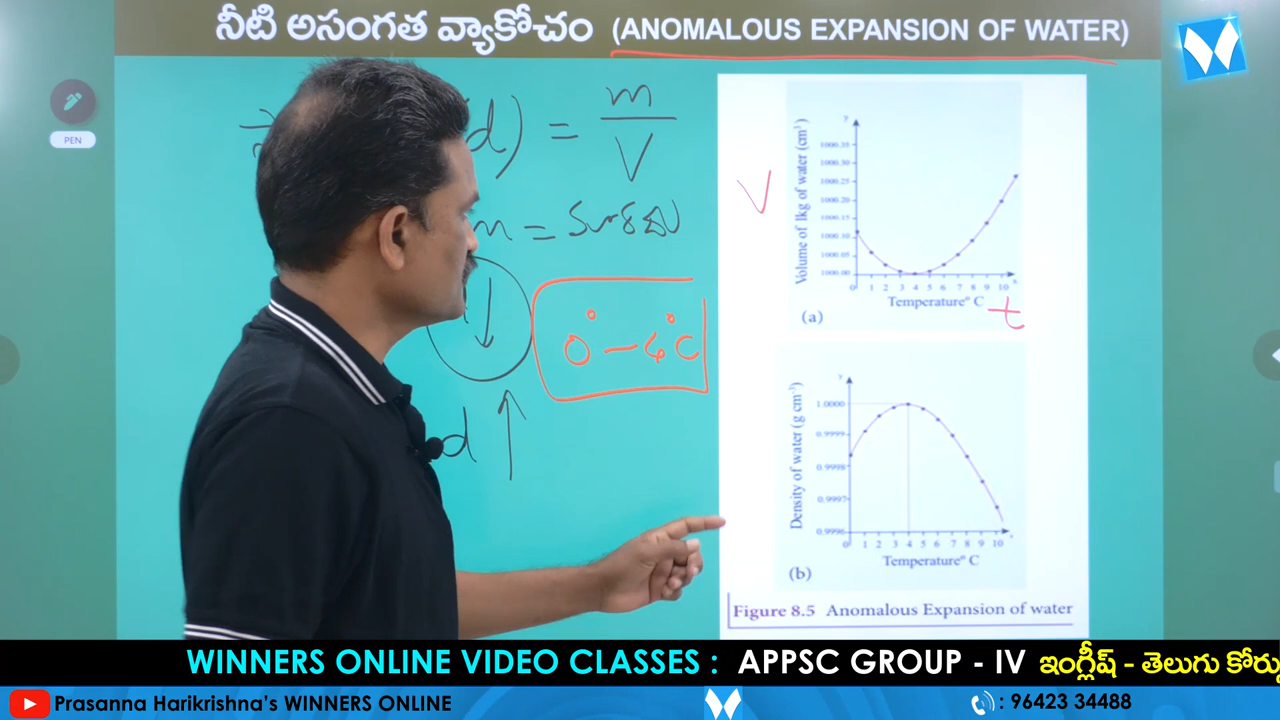 నీటి అసంగత వ్యాకోచం (ANOMALOUS EXPANSION OF WATER)
PEN
d) = m
V
m =
0° – 4°C
d ↑
V
Volume of 1kg of water (cm³)
y
1000.35
1000.30
1000.25
1000.20
1000.15
1000.10
1000.05
1000.00
0 1 2 3 4 5 6 7 8 9 10 x
Temperature° C
t
(a)
Density of water (g cm⁻³)
y
1.0000
0.9999
0.9998
0.9997
0.9996
0 1 2 3 4 5 6 7 8 9 10 x
Temperature° C
(b)
Figure 8.5 Anomalous Expansion of water
WINNERS ONLINE VIDEO CLASSES : APPSC GROUP - IV ఇంగ్లీష్ - తెలుగు
Prasanna Harikrishna's WINNERS ONLINE
: 96423 34488